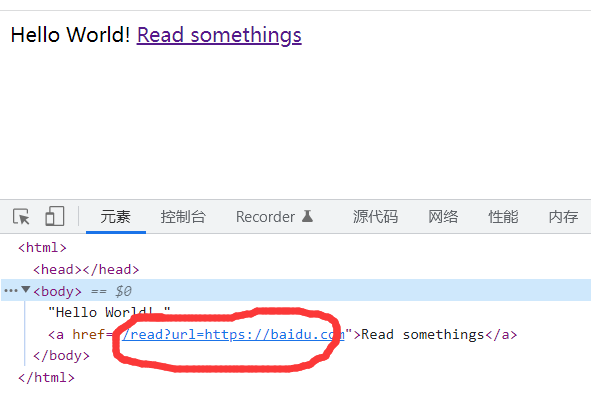 Hello World! Read somethings
元素 控制台 Recorder 源代码 网络 性能 内存
<html>
<head></head>
<body> == $0
"Hello World! "
<a href="/read?url=https://baidu.com">Read somethings</a>
</body>
</html>